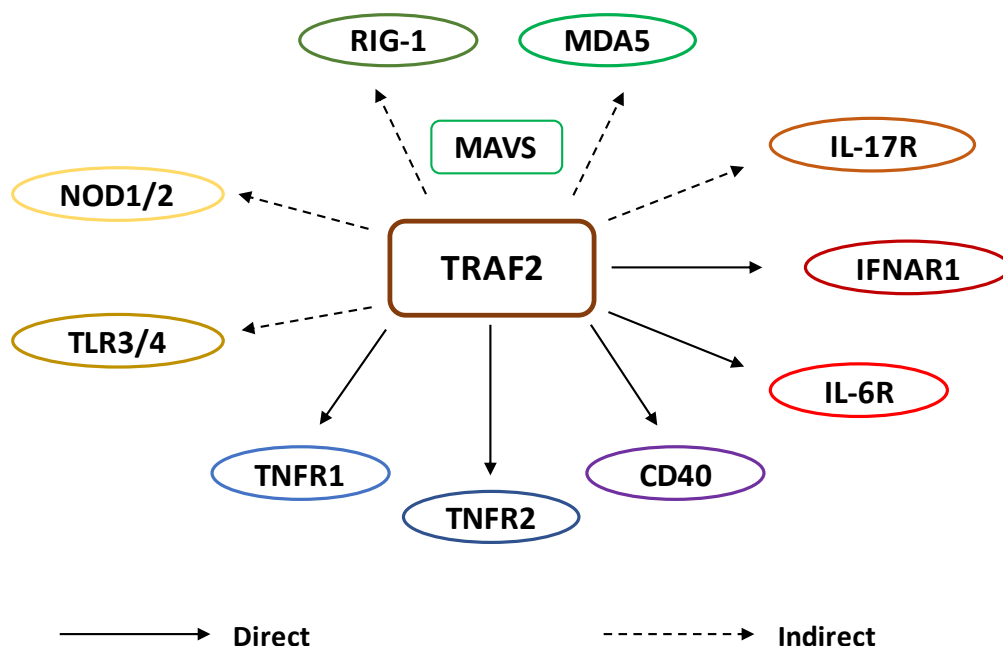 RIG-1
MDA5
MAVS
IL-17R
NOD1/2
TRAF2
IFNAR1
TLR3/4
IL-6R
TNFR1
CD40
TNFR2
Direct
Indirect